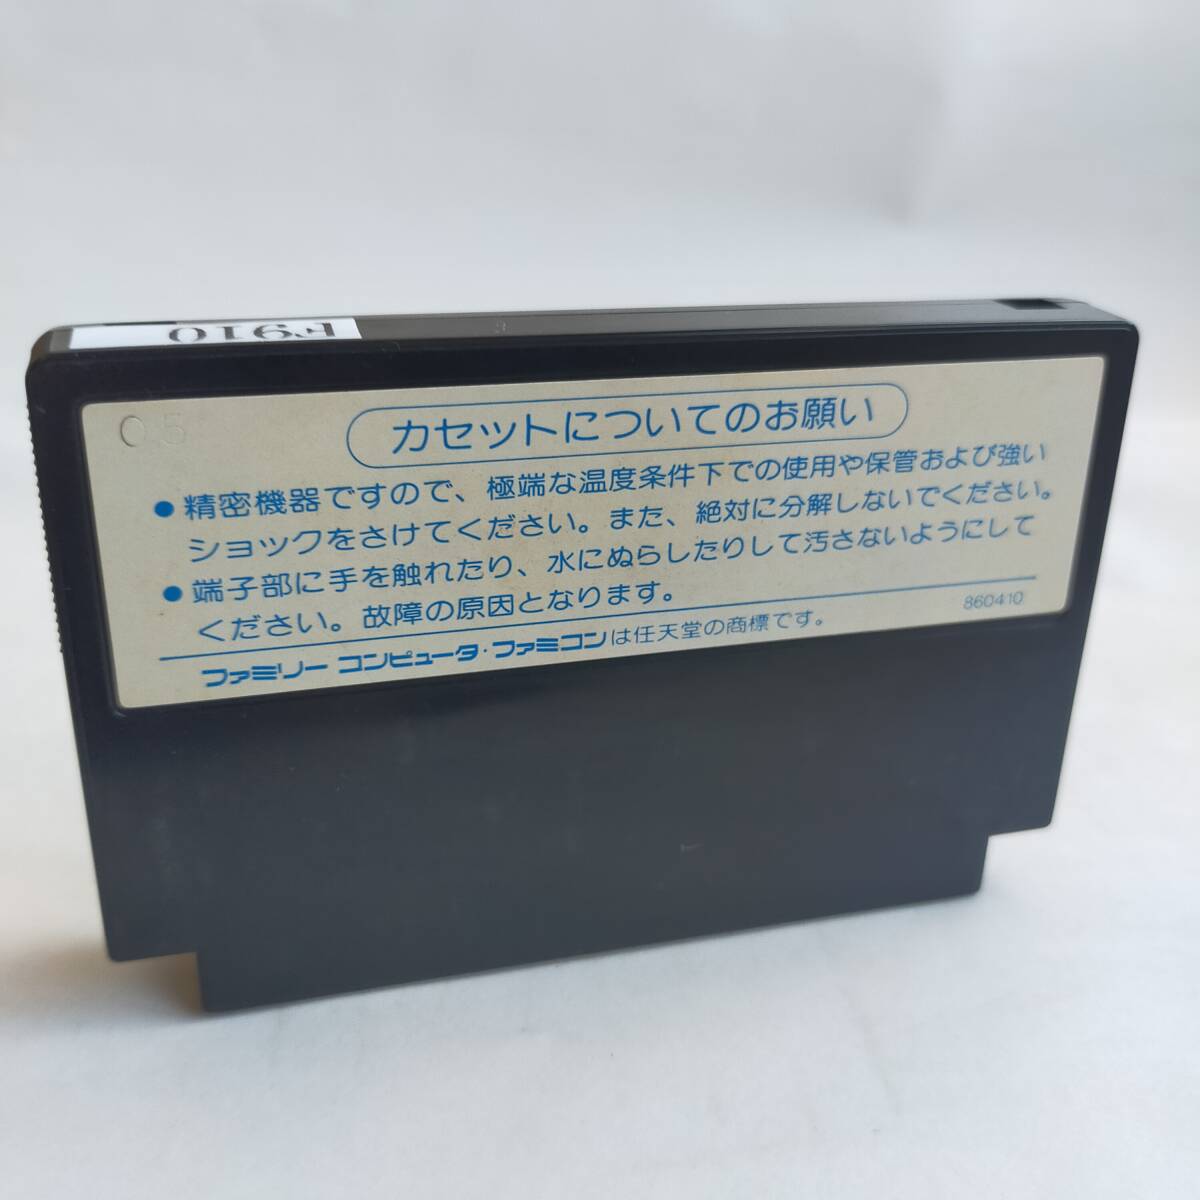 F910
05
カセットについてのお願い
●精密機器ですので、極端な温度条件下での使用や保管および強い
ショックをさけてください。また、絶対に分解しないでください。
●端子部に手を触れたり、水にぬらしたりして汚さないようにして
ください。故障の原因となります。
860410
ファミリー コンピュータ・ファミコンは任天堂の商標です。